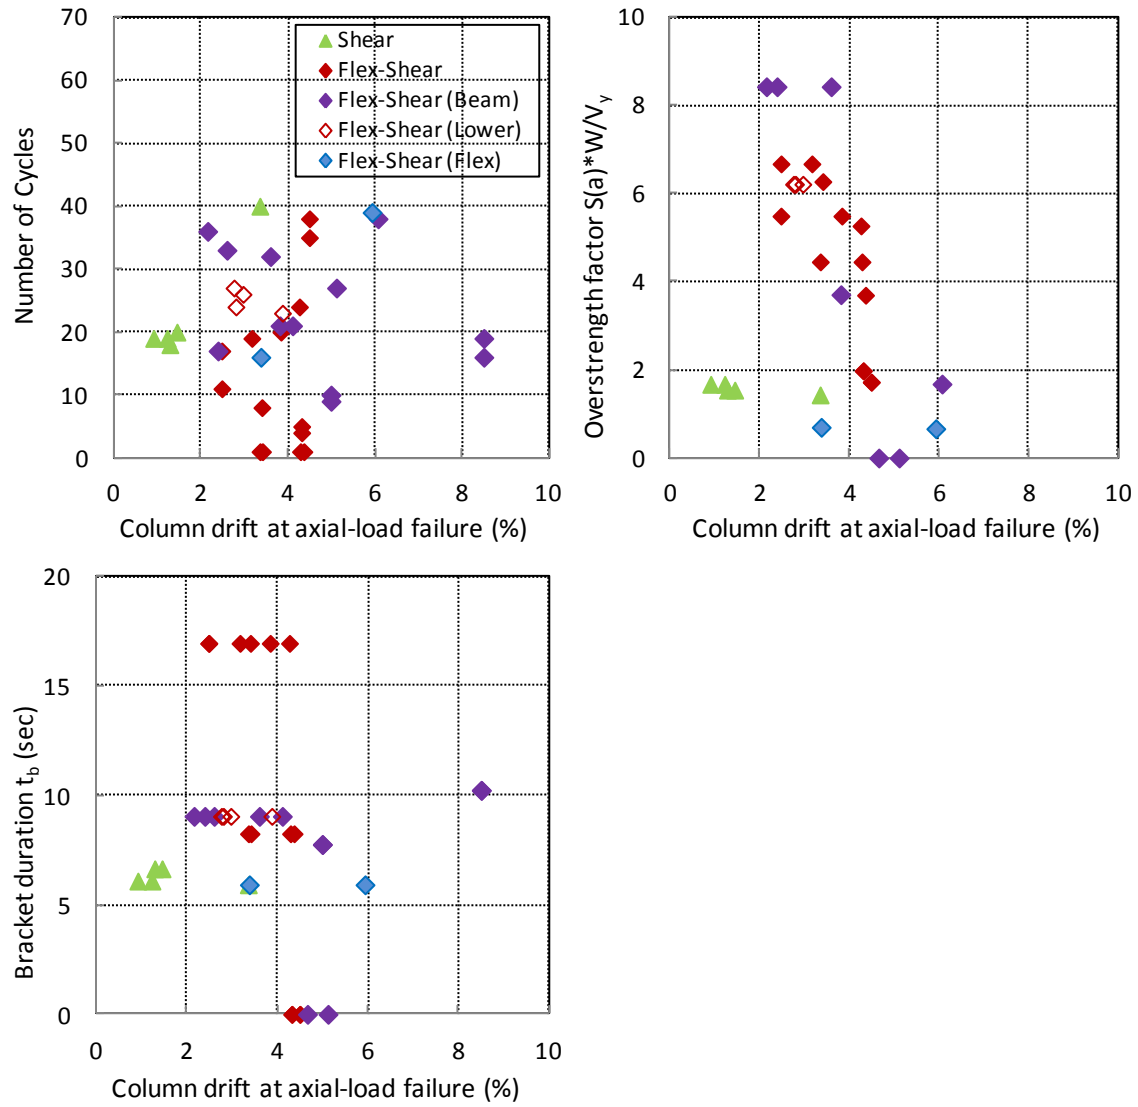 70
60
50
40
30
20
10
0
Number of Cycles
Shear
Flex-Shear
Flex-Shear (Beam)
Flex-Shear (Lower)
Flex-Shear (Flex)
0 2 4 6 8 10
Column drift at axial-load failure (%)
10
8
6
4
2
0
Overstrength factor S(a)*W/Vy
0 2 4 6 8 10
Column drift at axial-load failure (%)
20
15
10
5
0
Bracket duration tb (sec)
0 2 4 6 8 10
Column drift at axial-load failure (%)